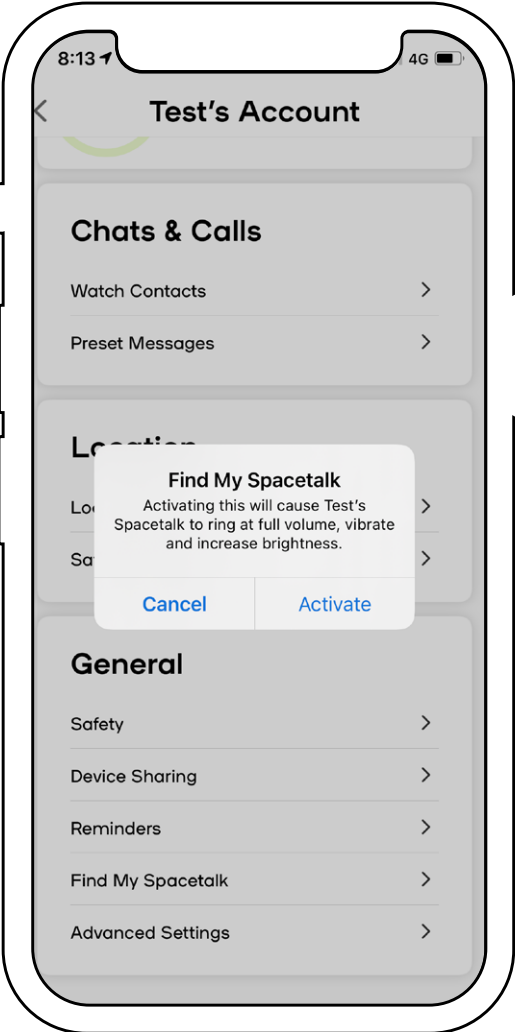 8:13
4G
Test's Account
Chats & Calls
Watch Contacts
Preset Messages
Location
Find My Spacetalk
Activating this will cause Test's
Spacetalk to ring at full volume, vibrate
and increase brightness.
Cancel Activate
General
Safety
Device Sharing
Reminders
Find My Spacetalk
Advanced Settings